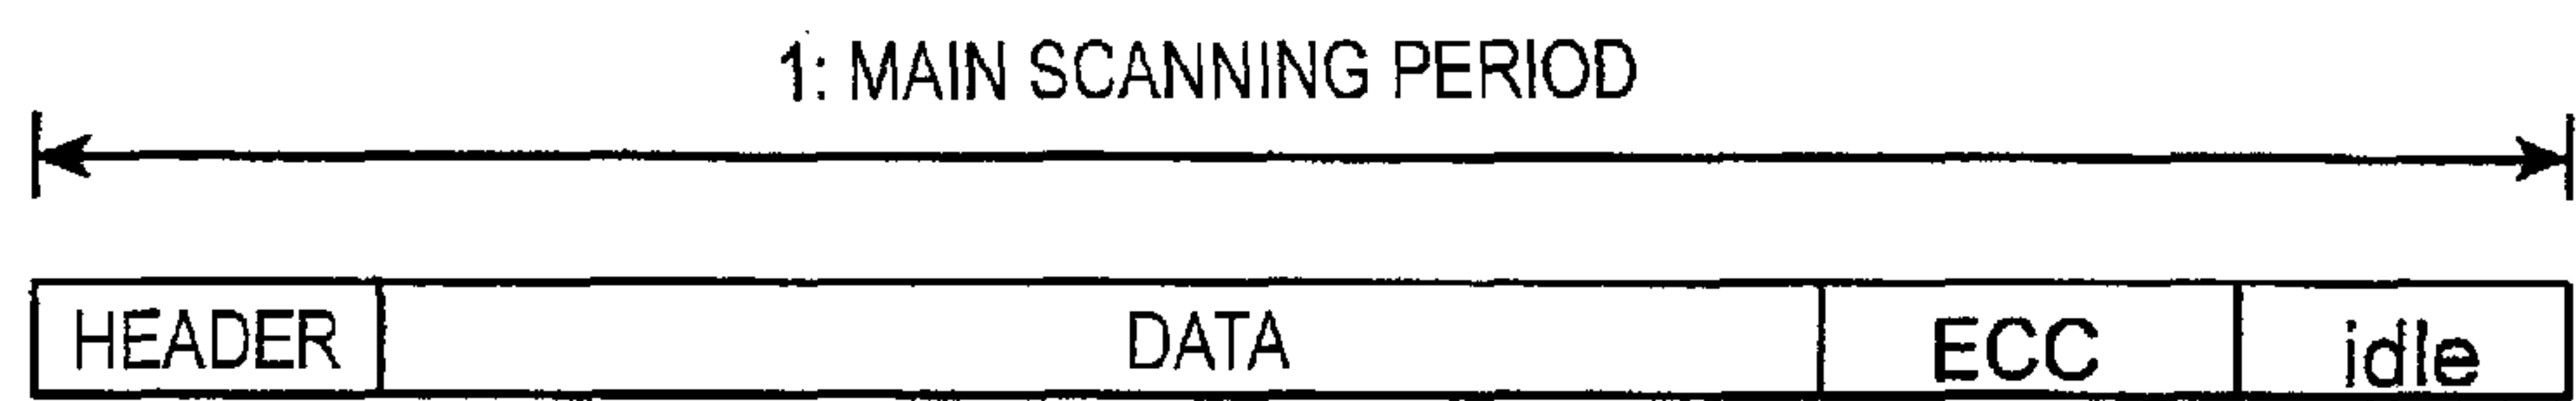 1: MAIN SCANNING PERIOD
HEADER DATA ECC idle